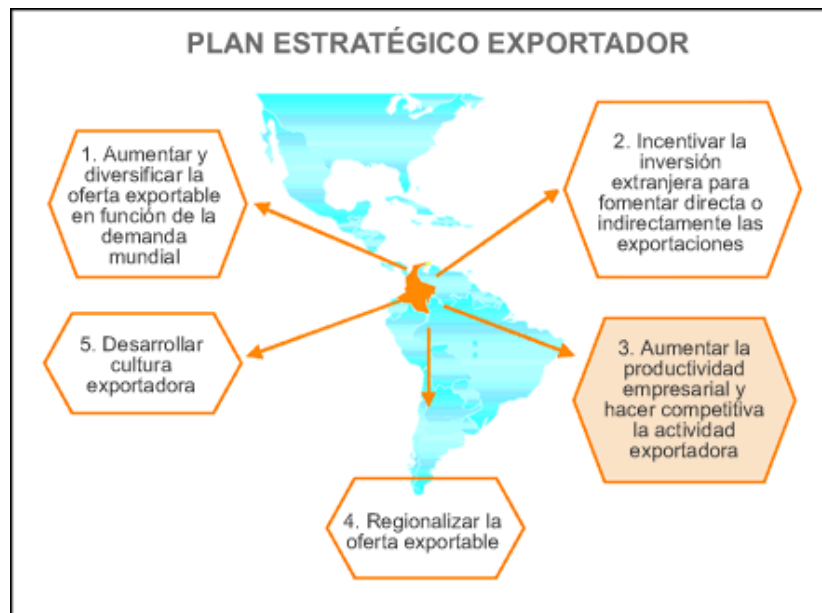 PLAN ESTRATÉGICO EXPORTADOR
1. Aumentar y
diversificar la
oferta exportable
en función de la
demanda
mundial
2. Incentivar la
inversión
extranjera para
fomentar directa o
indirectamente las
exportaciones
3. Aumentar la
productividad
empresarial y
hacer competitiva
la actividad
exportadora
4. Regionalizar la
oferta exportable
5. Desarrollar
cultura
exportadora